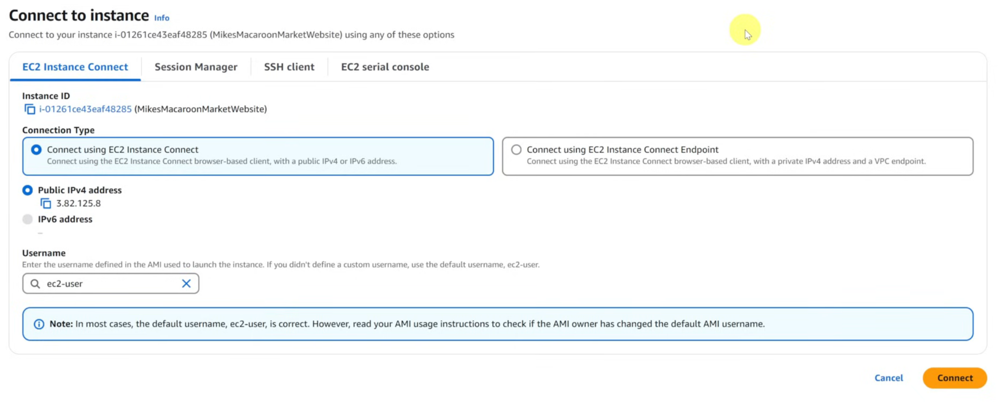 Connect to instance Info
Connect to your instance i-01261ce43eaf48285 (MikesMacaroonMarketWebsite) using any of these options
EC2 Instance Connect Session Manager SSH client EC2 serial console
Instance ID
i-01261ce43eaf48285 (MikesMacaroonMarketWebsite)
Connection Type
Connect using EC2 Instance Connect
Connect using the EC2 Instance Connect browser-based client, with a public IPv4 or IPv6 address.
Connect using EC2 Instance Connect Endpoint
Connect using the EC2 Instance Connect browser-based client, with a private IPv4 address and a VPC endpoint.
Public IPv4 address
3.82.125.8
IPv6 address
–
Username
Enter the username defined in the AMI used to launch the instance. If you didn't define a custom username, use the default username, ec2-user.
ec2-user
Note: In most cases, the default username, ec2-user, is correct. However, read your AMI usage instructions to check if the AMI owner has changed the default AMI username.
Cancel Connect